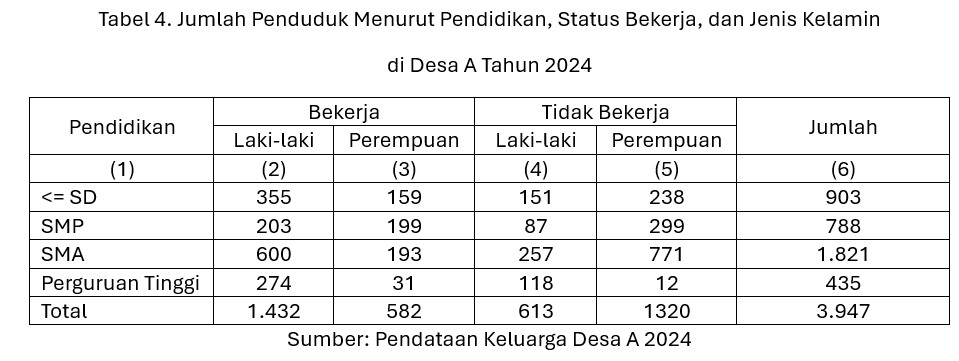 Tabel 4. Jumlah Penduduk Menurut Pendidikan, Status Bekerja, dan Jenis Kelamin
di Desa A Tahun 2024
Pendidikan Bekerja Tidak Bekerja Jumlah
Laki-laki Perempuan Laki-laki Perempuan
(1) (2) (3) (4) (5) (6)
<= SD 355 159 151 238 903
SMP 203 199 87 299 788
SMA 600 193 257 771 1.821
Perguruan Tinggi 274 31 118 12 435
Total 1.432 582 613 1320 3.947
Sumber: Pendataan Keluarga Desa A 2024